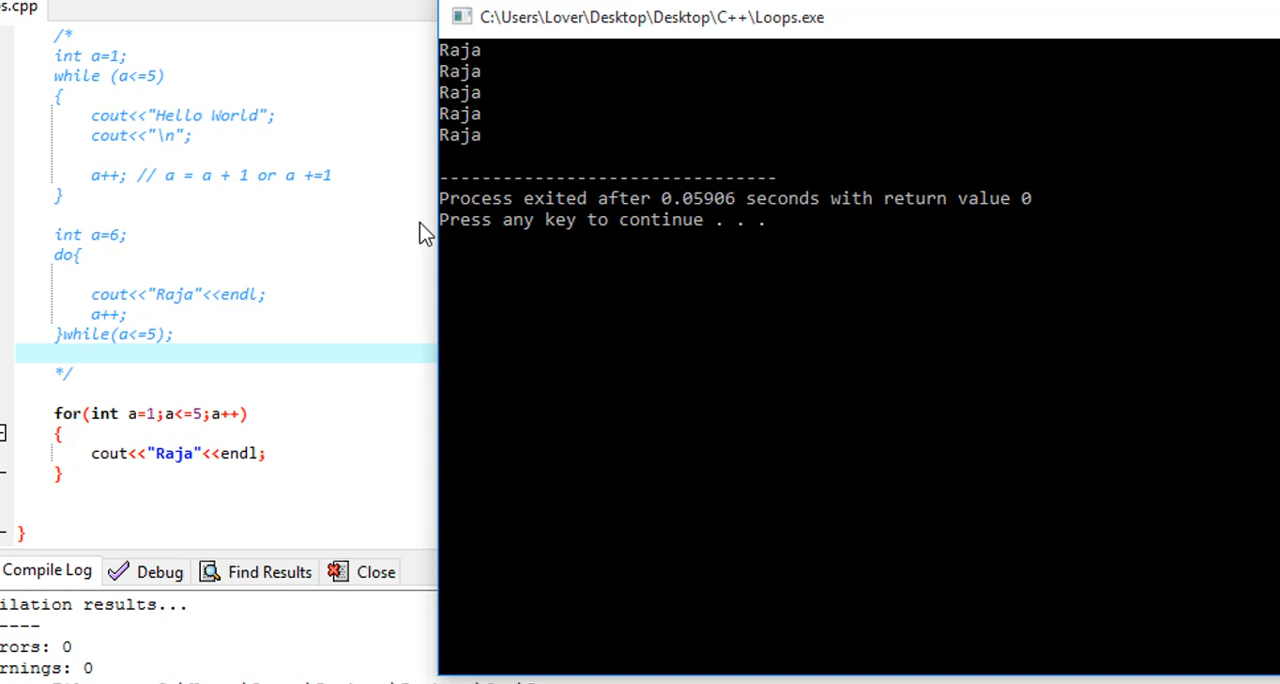 s.cpp
/*
int a=1;
while (a<=5)
{
cout<<"Hello World";
cout<<"\n";
a++; // a = a + 1 or a +=1
}
int a=6;
do{
cout<<"Raja"<<endl;
a++;
}while(a<=5);
*/
for(int a=1;a<=5;a++)
{
cout<<"Raja"<<endl;
}
}
Compile Log
Debug
Find Results
Close
ilation results...
----
rors: 0
rnings: 0
C:\Users\Lover\Desktop\Desktop\C++\Loops.exe
Raja
Raja
Raja
Raja
Raja
--------------------------------
Process exited after 0.05906 seconds with return value 0
Press any key to continue . . .